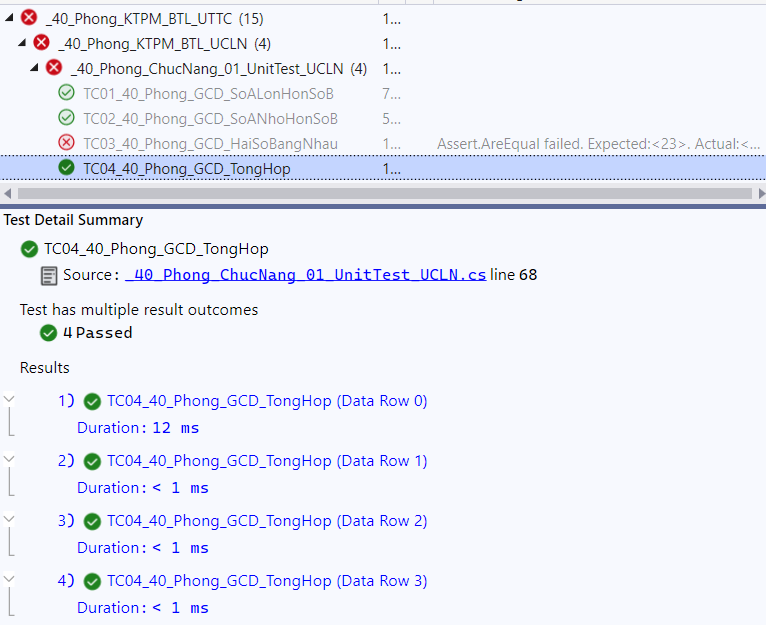 _40_Phong_KTPM_BTL_UTTC (15) 1...
_40_Phong_KTPM_BTL_UCLN (4) 1...
_40_Phong_ChucNang_01_UnitTest_UCLN (4) 1...
TC01_40_Phong_GCD_SoALonHonSoB 7...
TC02_40_Phong_GCD_SoANhoHonSoB 5...
TC03_40_Phong_GCD_HaiSoBangNhau 1... Assert.AreEqual failed. Expected:<23>. Actual:<...
TC04_40_Phong_GCD_TongHop 1...
Test Detail Summary
TC04_40_Phong_GCD_TongHop
Source: _40_Phong_ChucNang_01_UnitTest_UCLN.cs line 68
Test has multiple result outcomes
4 Passed
Results
1) TC04_40_Phong_GCD_TongHop (Data Row 0)
Duration: 12 ms
2) TC04_40_Phong_GCD_TongHop (Data Row 1)
Duration: < 1 ms
3) TC04_40_Phong_GCD_TongHop (Data Row 2)
Duration: < 1 ms
4) TC04_40_Phong_GCD_TongHop (Data Row 3)
Duration: < 1 ms